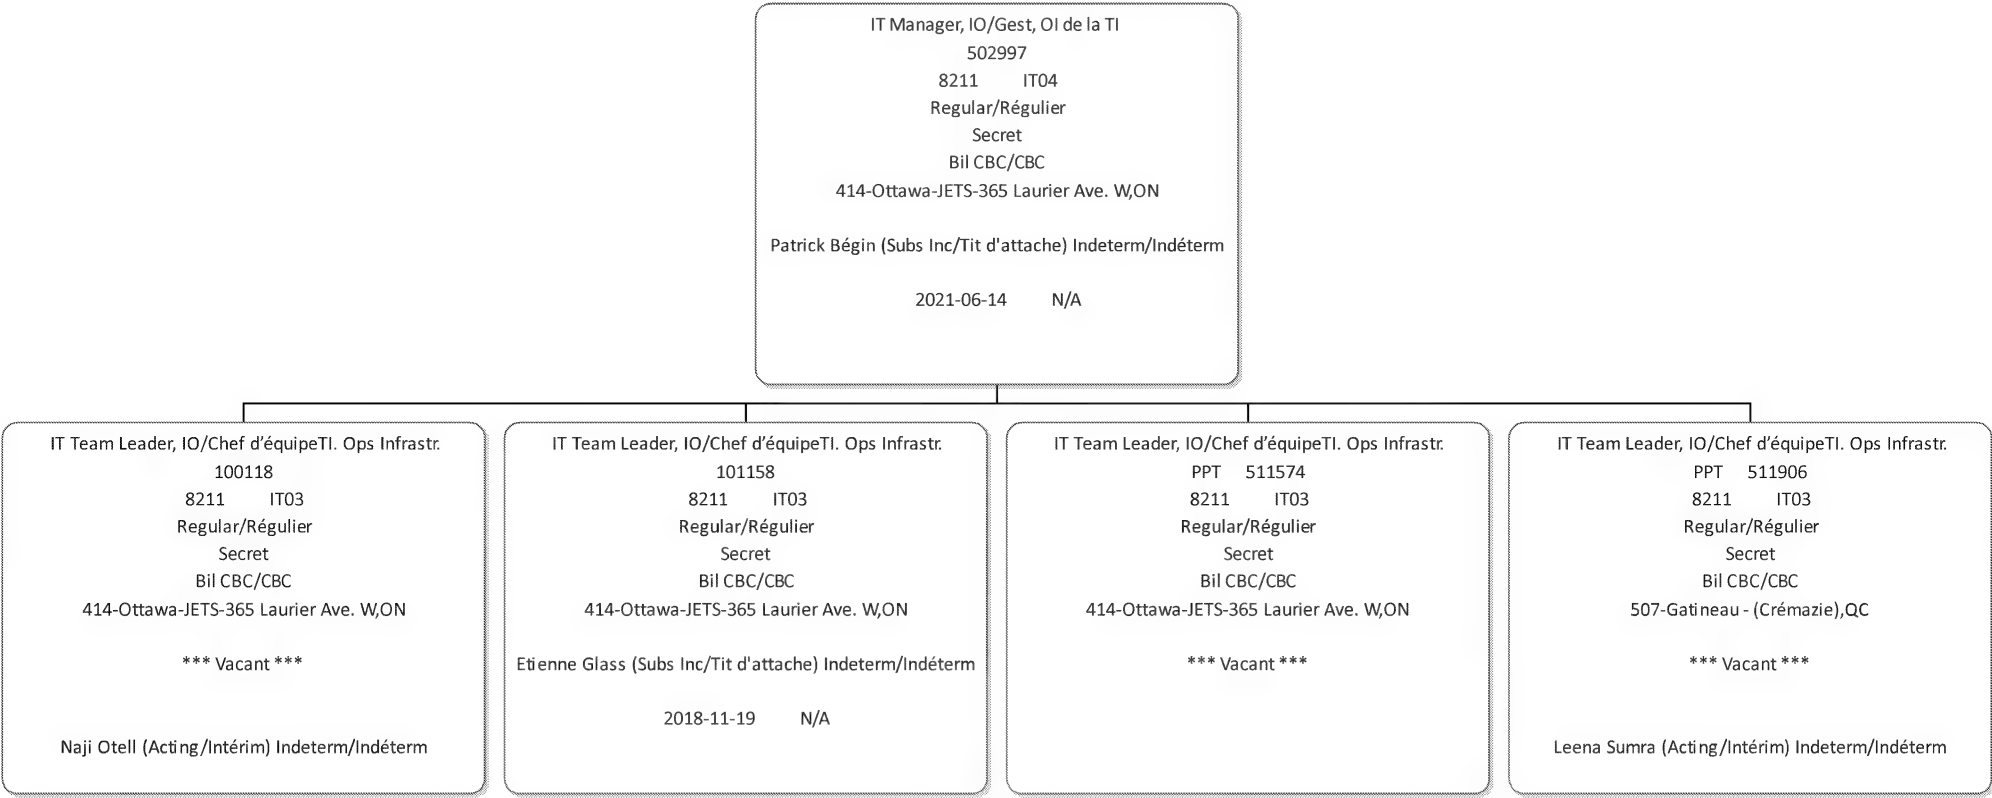 IT Manager, IO/Gest, OI de la TI
502997
8211 IT04
Regular/Régulier
Secret
Bil CBC/CBC
414-Ottawa-JETS-365 Laurier Ave. W,ON
Patrick Bégin (Subs Inc/Tit d'attache) Indeterm/Indéterm
2021-06-14 N/A
IT Team Leader, IO/Chef d’équipeTI. Ops Infrastr.
100118
8211 IT03
Regular/Régulier
Secret
Bil CBC/CBC
414-Ottawa-JETS-365 Laurier Ave. W,ON
*** Vacant ***
Naji Otell (Acting/Intérim) Indeterm/Indéterm
IT Team Leader, IO/Chef d’équipeTI. Ops Infrastr.
101158
8211 IT03
Regular/Régulier
Secret
Bil CBC/CBC
414-Ottawa-JETS-365 Laurier Ave. W,ON
Etienne Glass (Subs Inc/Tit d'attache) Indeterm/Indéterm
2018-11-19 N/A
IT Team Leader, IO/Chef d’équipeTI. Ops Infrastr.
PPT 511574
8211 IT03
Regular/Régulier
Secret
Bil CBC/CBC
414-Ottawa-JETS-365 Laurier Ave. W,ON
*** Vacant ***
IT Team Leader, IO/Chef d’équipeTI. Ops Infrastr.
PPT 511906
8211 IT03
Regular/Régulier
Secret
Bil CBC/CBC
507-Gatineau - (Crémazie),QC
*** Vacant ***
Leena Sumra (Acting/Intérim) Indeterm/Indéterm